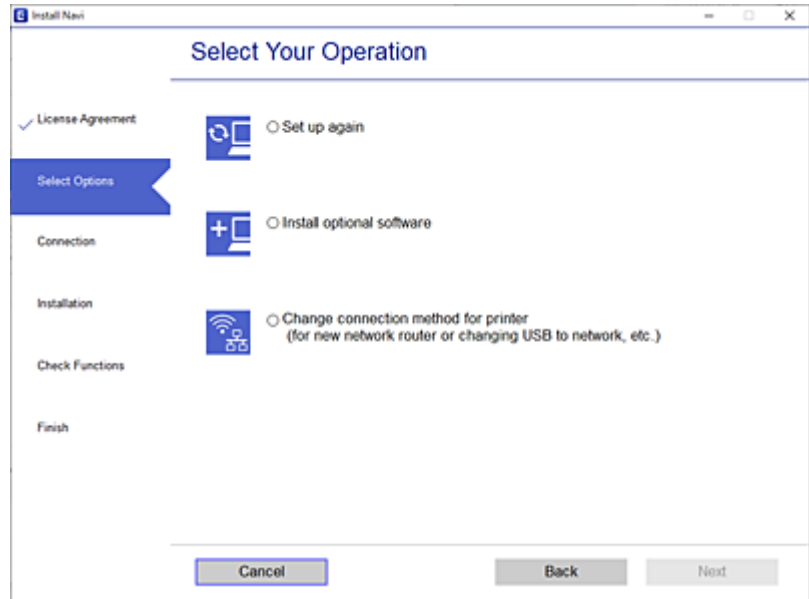 Install Navi
Select Your Operation
License Agreement
Select Options
Connection
Installation
Check Functions
Finish
Set up again
Install optional software
Change connection method for printer
(for new network router or changing USB to network, etc.)
Cancel
Back
Next